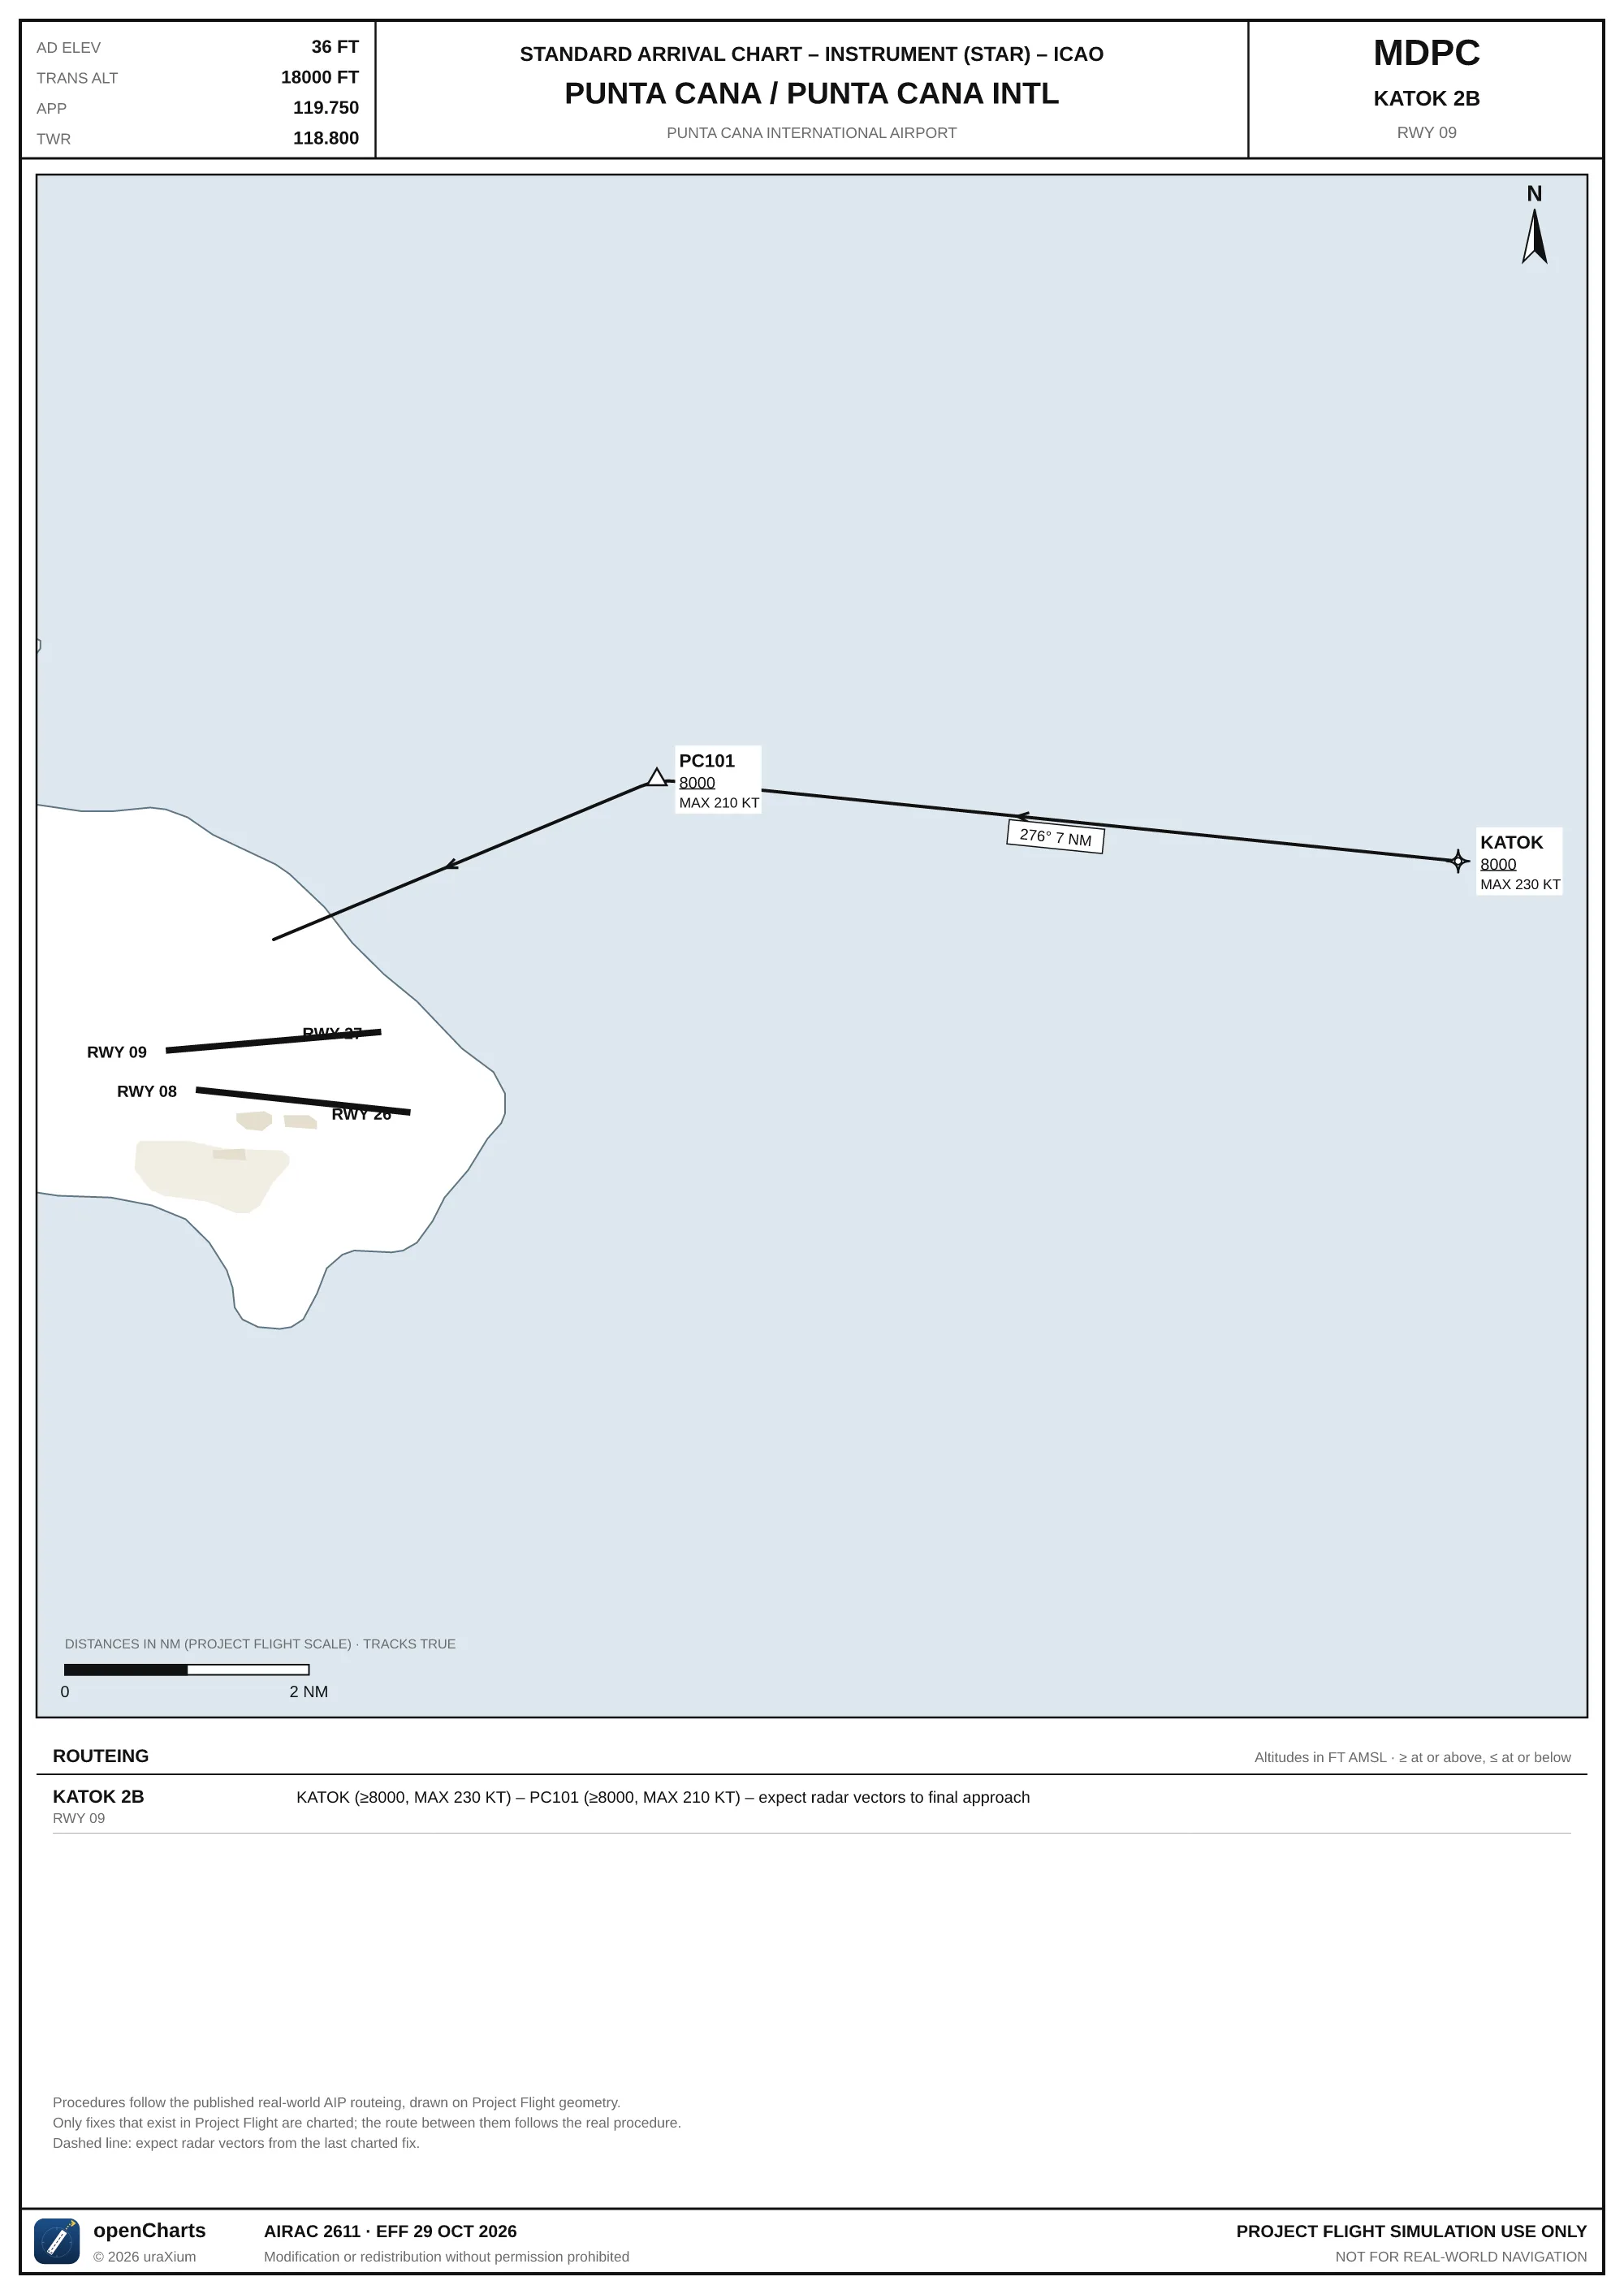 AD ELEV 36 FT
TRANS ALT 18000 FT
APP 119.750
TWR 118.800
STANDARD ARRIVAL CHART – INSTRUMENT (STAR) – ICAO
PUNTA CANA / PUNTA CANA INTL
PUNTA CANA INTERNATIONAL AIRPORT
MDPC
KATOK 2B
RWY 09
N
PC101
8000
MAX 210 KT
276° 7 NM
KATOK
8000
MAX 230 KT
RWY 27
RWY 09
RWY 08
RWY 26
DISTANCES IN NM (PROJECT FLIGHT SCALE) · TRACKS TRUE
0 2 NM
ROUTEING
Altitudes in FT AMSL · ≥ at or above, ≤ at or below
KATOK 2B
KATOK (≥8000, MAX 230 KT) – PC101 (≥8000, MAX 210 KT) – expect radar vectors to final approach
RWY 09
Procedures follow the published real-world AIP routeing, drawn on Project Flight geometry.
Only fixes that exist in Project Flight are charted; the route between them follows the real procedure.
Dashed line: expect radar vectors from the last charted fix.
openCharts
© 2026 uraXium
AIRAC 2611 · EFF 29 OCT 2026
Modification or redistribution without permission prohibited
PROJECT FLIGHT SIMULATION USE ONLY
NOT FOR REAL-WORLD NAVIGATION